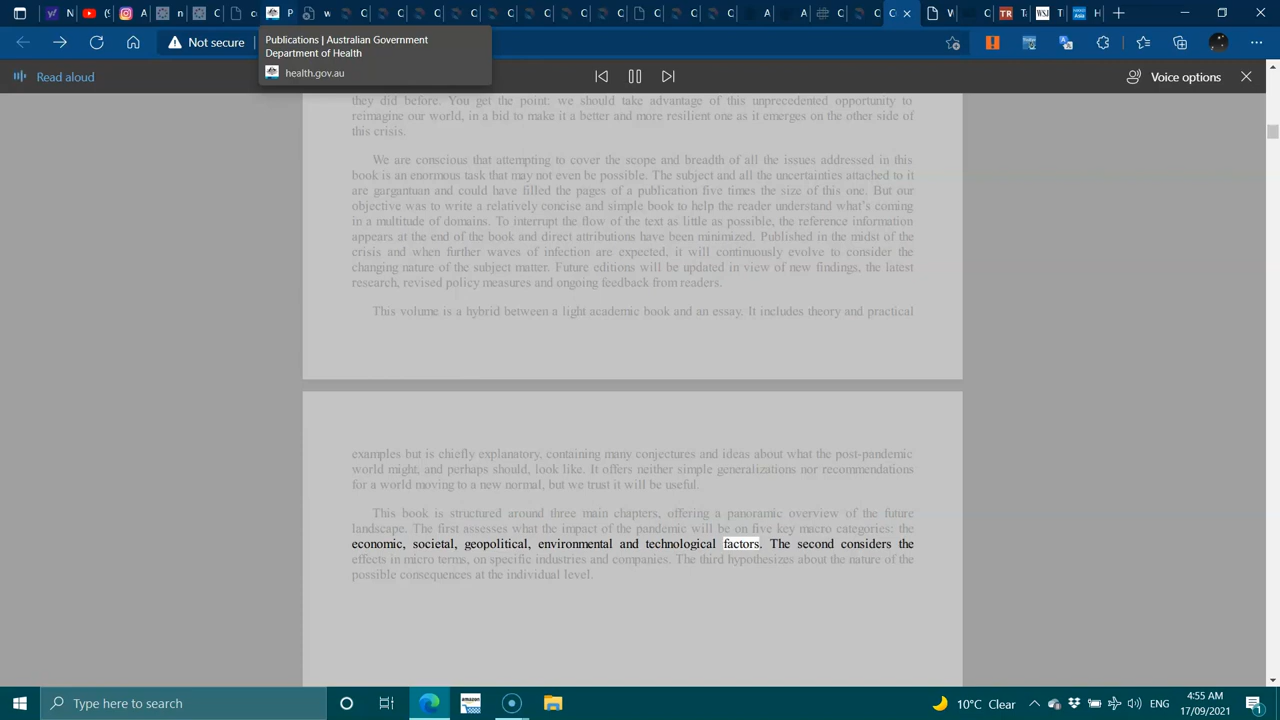 N
(
A
n
C
c
P
w
C
C
C
C
C
C
C
C
C
C
C
A
A
C
C
W
C
T
T
H
Not secure
Publications | Australian Government
Department of Health
health.gov.au
Read aloud
Voice options
they did before. You get the point: we should take advantage of this unprecedented opportunity to
reimagine our world, in a bid to make it a better and more resilient one as it emerges on the other side of
this crisis.
We are conscious that attempting to cover the scope and breadth of all the issues addressed in this
book is an enormous task that may not even be possible. The subject and all the uncertainties attached to it
are gargantuan and could have filled the pages of a publication five times the size of this one. But our
objective was to write a relatively concise and simple book to help the reader understand what's coming
in a multitude of domains. To interrupt the flow of the text as little as possible, the reference information
appears at the end of the book and direct attributions have been minimized. Published in the midst of the
crisis and when further waves of infection are expected, it will continuously evolve to consider the
changing nature of the subject matter. Future editions will be updated in view of new findings, the latest
research, revised policy measures and ongoing feedback from readers.
This volume is a hybrid between a light academic book and an essay. It includes theory and practical
examples but is chiefly explanatory, containing many conjectures and ideas about what the post-pandemic
world might, and perhaps should, look like. It offers neither simple generalizations nor recommendations
for a world moving to a new normal, but we trust it will be useful.
This book is structured around three main chapters, offering a panoramic overview of the future
landscape. The first assesses what the impact of the pandemic will be on five key macro categories: the
economic, societal, geopolitical, environmental and technological factors. The second considers the
effects in micro terms, on specific industries and companies. The third hypothesizes about the nature of the
possible consequences at the individual level.
Type here to search
amazon
10°C Clear
ENG
4:55 AM
17/09/2021